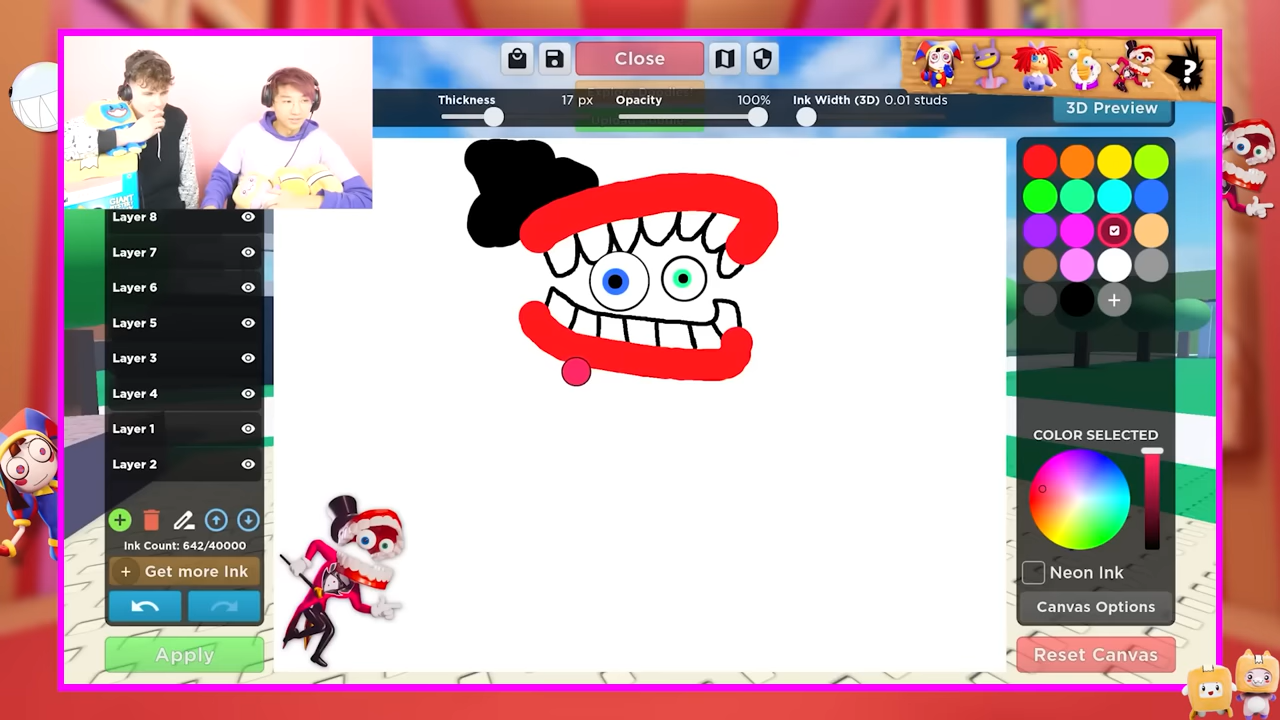 Close
Thickness 17 px Opacity 100% Ink Width (3D) 0.01 studs
3D Preview
GIANT
Layer 8
Layer 7
Layer 6
Layer 5
Layer 3
Layer 4
Layer 1
Layer 2
Ink Count: 642/40000
+ Get more Ink
Apply
?
+
COLOR SELECTED
Neon Ink
Canvas Options
Reset Canvas